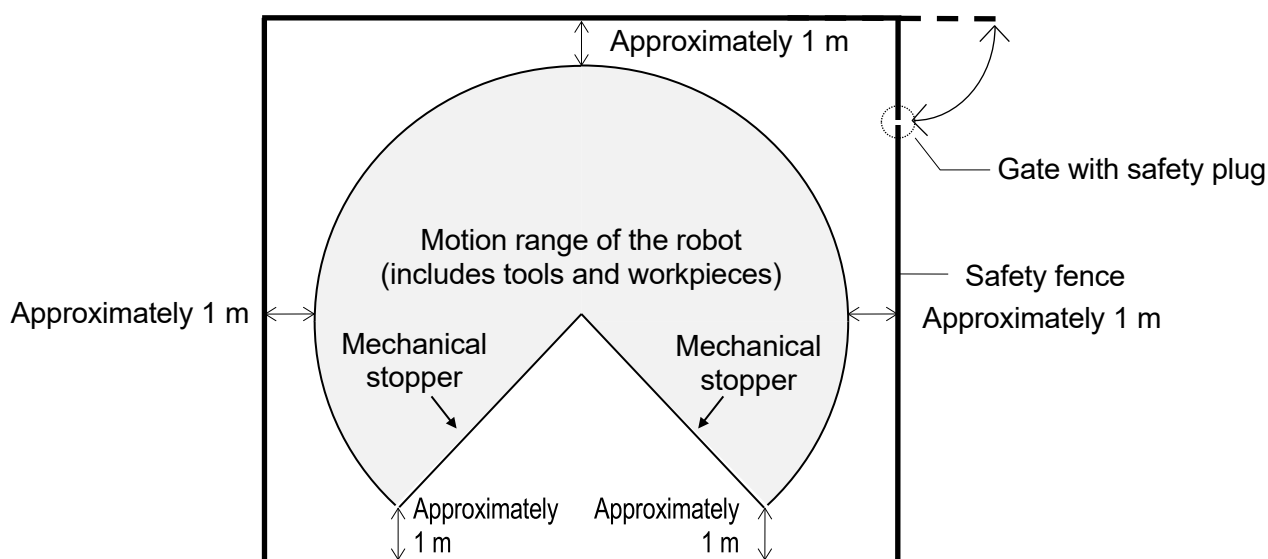 Approximately 1 m
Gate with safety plug
Motion range of the robot
(includes tools and workpieces)
Safety fence
Approximately 1 m
Approximately 1 m
Mechanical
stopper
Mechanical
stopper
Approximately
1 m
Approximately
1 m